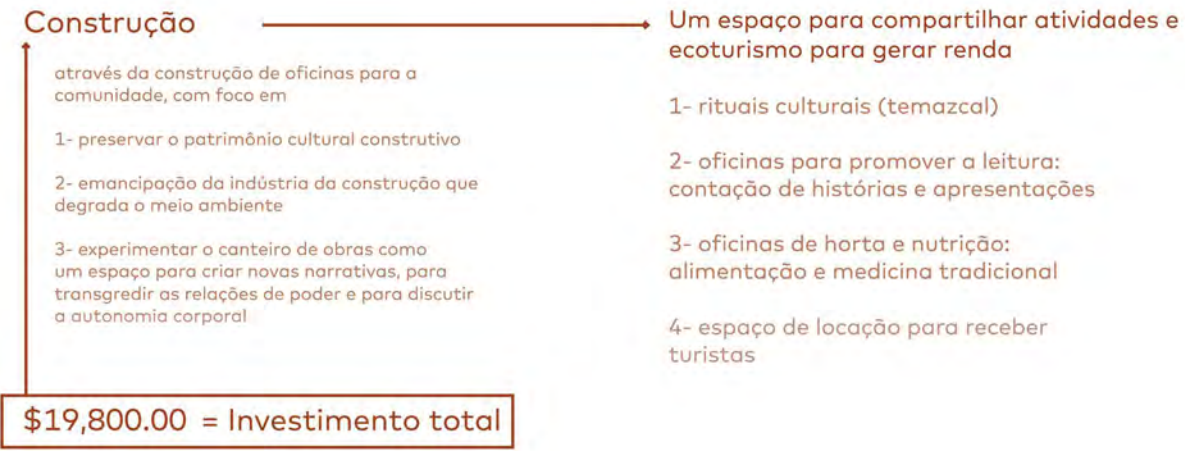 Construção
através da construção de oficinas para a
comunidade, com foco em
1- preservar o patrimônio cultural construtivo
2- emancipação da indústria da construção que
degrada o meio ambiente
3- experimentar o canteiro de obras como
um espaço para criar novas narrativas, para
transgredir as relações de poder e para discutir
a autonomia corporal
$19,800.00 = Investimento total
Um espaço para compartilhar atividades e
ecoturismo para gerar renda
1- rituais culturais (temazcal)
2- oficinas para promover a leitura:
contação de histórias e apresentações
3- oficinas de horta e nutrição:
alimentação e medicina tradicional
4- espaço de locação para receber
turistas